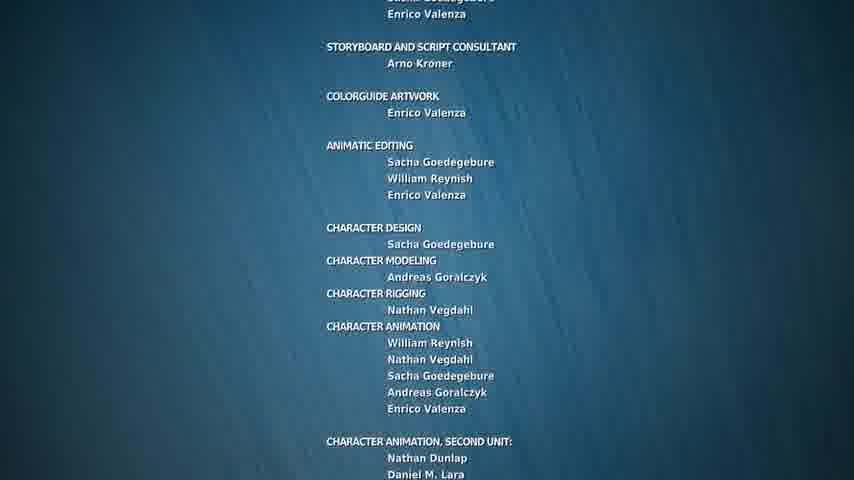 Sacha Goedegebure
Enrico Valenza
STORYBOARD AND SCRIPT CONSULTANT
Arno Kroner
COLORGUIDE ARTWORK
Enrico Valenza
ANIMATIC EDITING
Sacha Goedegebure
William Reynish
Enrico Valenza
CHARACTER DESIGN
Sacha Goedegebure
CHARACTER MODELING
Andreas Goralczyk
CHARACTER RIGGING
Nathan Vegdahl
CHARACTER ANIMATION
William Reynish
Nathan Vegdahl
Sacha Goedegebure
Andreas Goralczyk
Enrico Valenza
CHARACTER ANIMATION, SECOND UNIT:
Nathan Dunlap
Daniel M. Lara